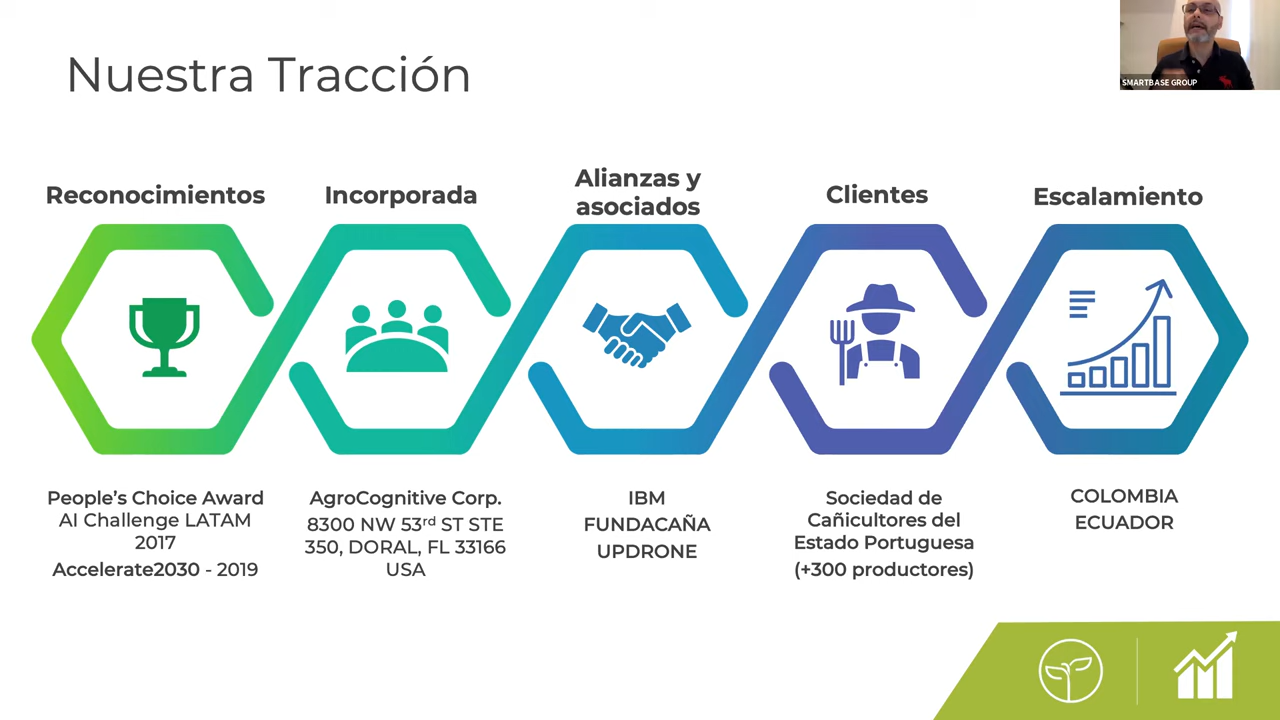 Nuestra Tracción
SMARTBASE GROUP
Reconocimientos
Incorporada
Alianzas y
asociados
Clientes
Escalamiento
People's Choice Award
AI Challenge LATAM
2017
Accelerate2030 - 2019
AgroCognitive Corp.
8300 NW 53rd ST STE
350, DORAL, FL 33166
USA
IBM
FUNDACAÑA
UPDRONE
Sociedad de
Cañicultores del
Estado Portuguesa
(+300 productores)
COLOMBIA
ECUADOR